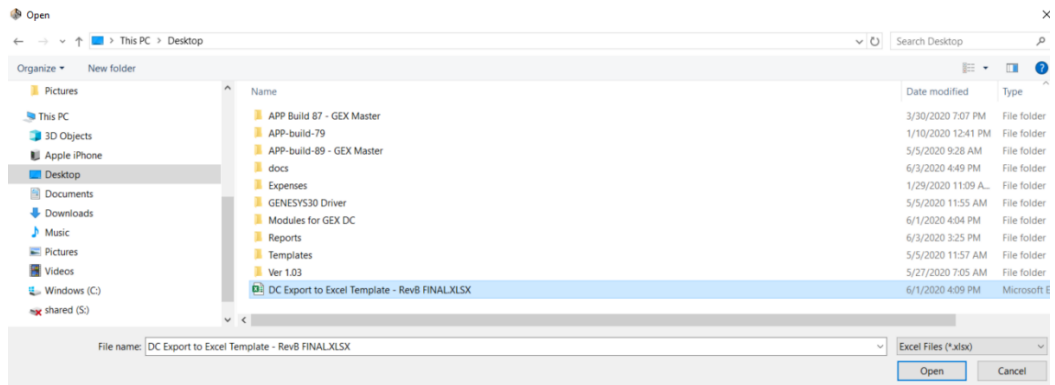 Open
This PC > Desktop
Search Desktop
Organize
New folder
Pictures
This PC
3D Objects
Apple iPhone
Desktop
Documents
Downloads
Music
Pictures
Videos
Windows (C:)
shared (S:)
Name Date modified Type
APP Build 87 - GEX Master 3/30/2020 7:07 PM File folder
APP-build-79 1/10/2020 12:41 PM File folder
APP-build-89 - GEX Master 5/5/2020 9:28 AM File folder
docs 6/3/2020 4:49 PM File folder
Expenses 1/29/2020 11:09 A... File folder
GENESYS30 Driver 5/5/2020 11:55 AM File folder
Modules for GEX DC 6/1/2020 4:04 PM File folder
Reports 6/3/2020 3:25 PM File folder
Templates 5/5/2020 11:57 AM File folder
Ver 1.03 5/27/2020 7:05 AM File folder
DC Export to Excel Template - RevB FINAL.XLSX 6/1/2020 4:09 PM Microsoft E
File name: DC Export to Excel Template - RevB FINAL.XLSX Excel Files (*.xlsx)
Open Cancel